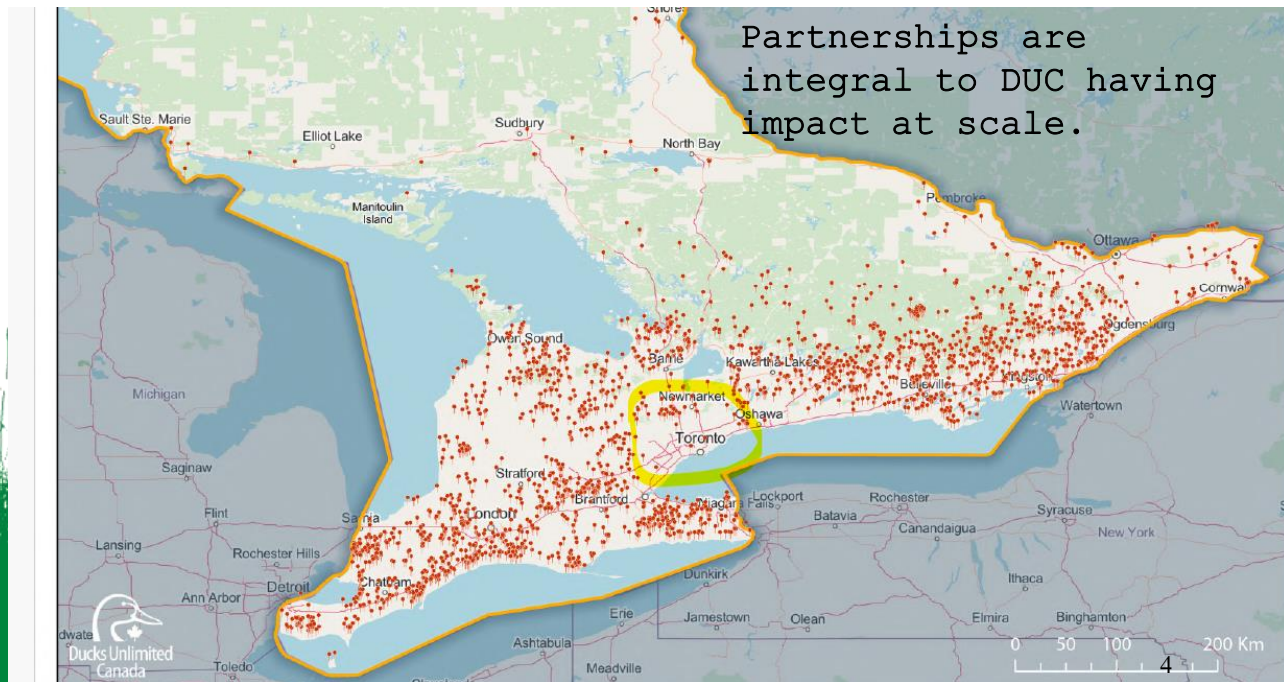 Shores
Partnerships are
integral to DUC having
impact at scale.
Sault Ste. Marie
Elliot Lake
Sudbury
North Bay
Manitoulin
Island
Pembroke
Ottawa
Cornwal
Ogdensburg
Owen Sound
Barrie
Kawartha Lakes
Belleville
Kingston
Michigan
Newmarket
Oshawa
Watertown
Toronto
Saginaw
Stratford
Brantford
Niagara Falls
Lockport
Rochester
Syracuse
Flint
Sarnia
London
Batavia
Canandaigua
New York
Lansing
Rochester Hills
Detroit
Chatham
Dunkirk
Ithaca
Ann Arbor
Erie
Jamestown
Olean
Elmira
Binghamton
dwate
Ducks Unlimited
Canada
Toledo
Ashtabula
Meadville
0 50 100 200 Km
4